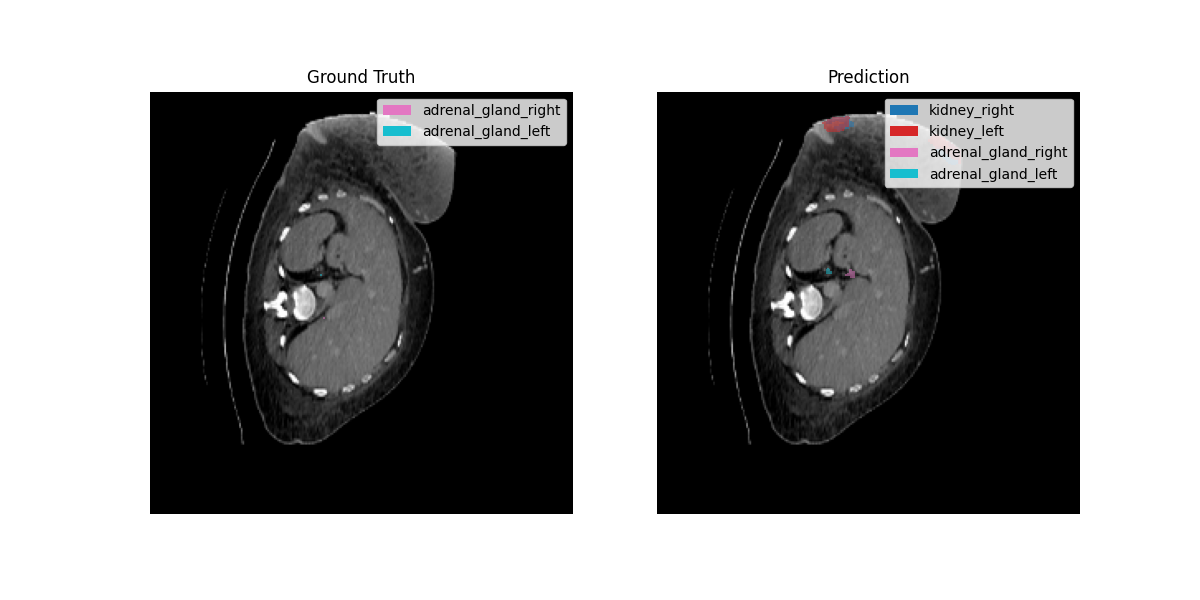 Ground Truth
adrenal_gland_right
adrenal_gland_left
Prediction
kidney_right
kidney_left
adrenal_gland_right
adrenal_gland_left